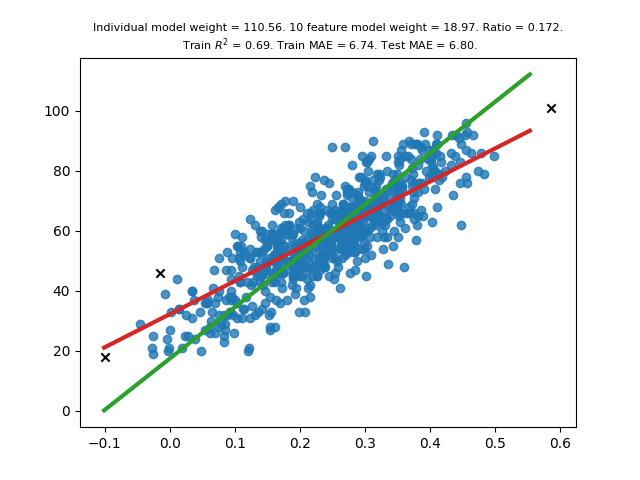 Individual model weight = 110.56. 10 feature model weight = 18.97. Ratio = 0.172.
Train R² = 0.69. Train MAE = 6.74. Test MAE = 6.80.
100
80
60
40
20
0
−0.1 0.0 0.1 0.2 0.3 0.4 0.5 0.6